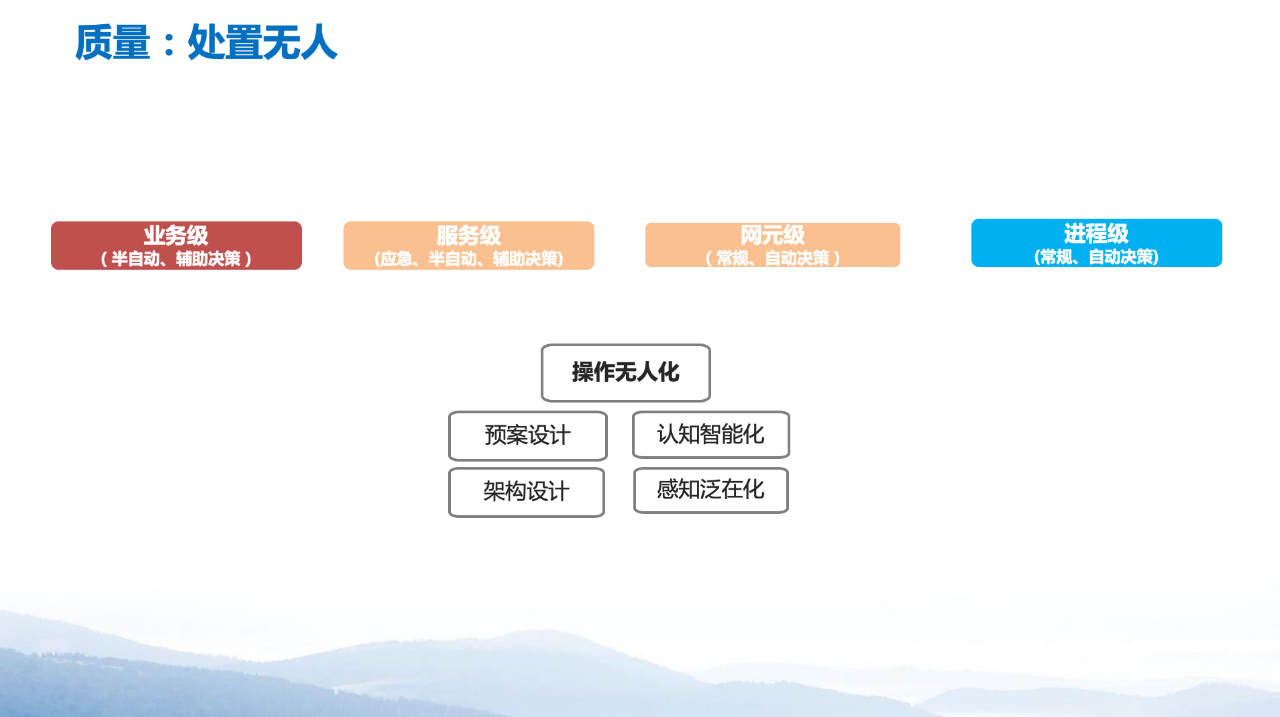 质量：处置无人
业务级
（半自动、辅助决策）
服务级
(应急、半自动、辅助决策)
网元级
（常规、自动决策）
进程级
(常规、自动决策)
操作无人化
预案设计
认知智能化
架构设计
感知泛在化